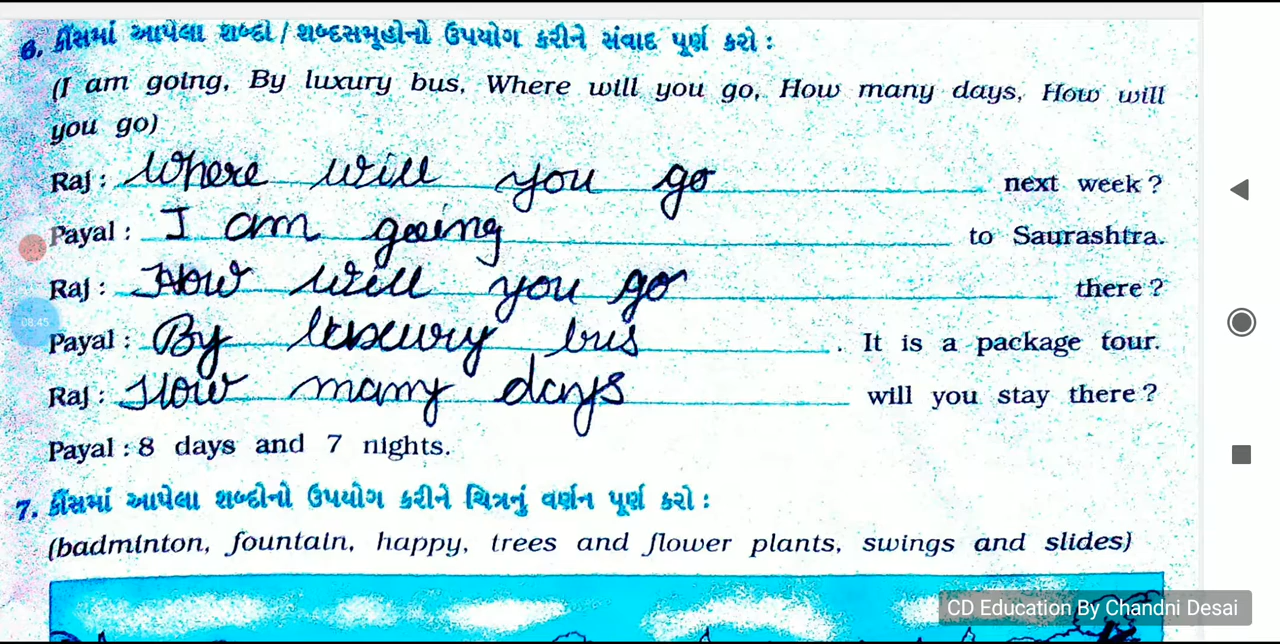 6. કૌંસમાં આપેલા શબ્દો / શબ્દસમૂહોનો ઉપયોગ કરીને સંવાદ પૂર્ણ કરો :
(I am going, By luxury bus, Where will you go, How many days, How will
you go)
Raj : Where will you go next week ?
Payal : I am going to Saurashtra.
Raj : How will you go there ?
08:45
Payal : By luxury bus . It is a package tour.
Raj : How many days will you stay there ?
Payal : 8 days and 7 nights.
7. કૌંસમાં આપેલા શબ્દોનો ઉપયોગ કરીને ચિત્રનું વર્ણન પૂર્ણ કરો :
(badminton, fountain, happy, trees and flower plants, swings and slides)
CD Education By Chandni Desai